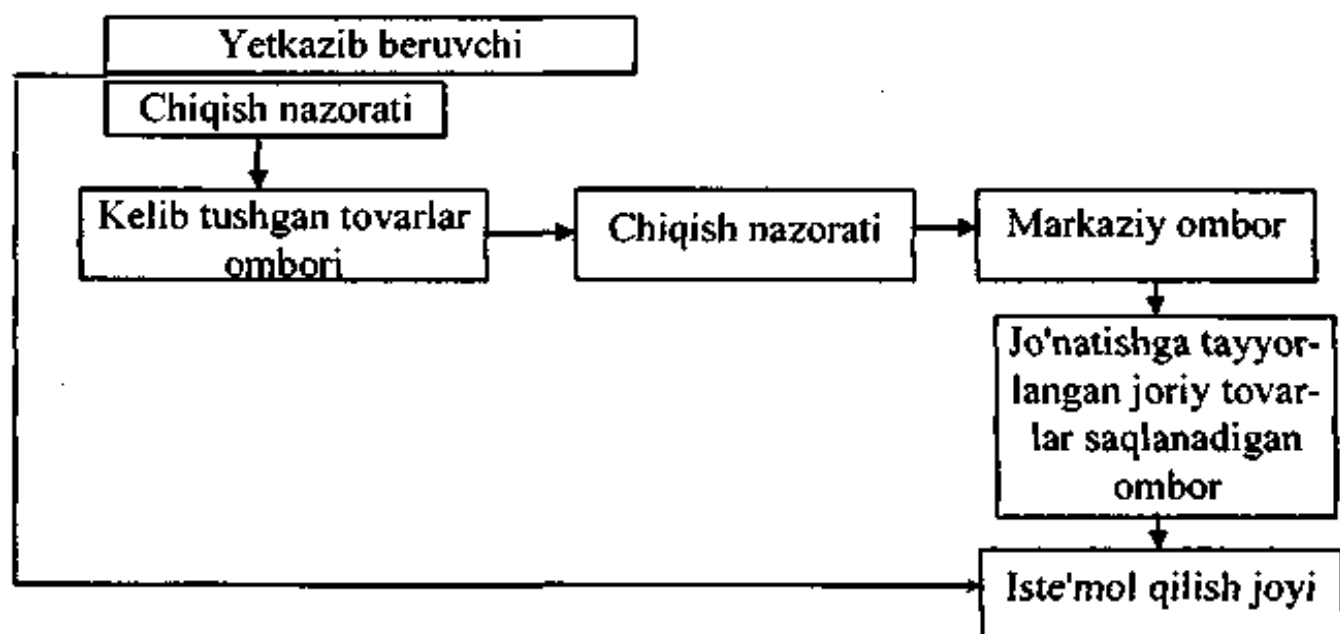 Yetkazib beruvchi
Chiqish nazorati
Kelib tushgan tovarlar
ombori
Chiqish nazorati
Markaziy ombor
Jo'natishga tayyor-
langan joriy tovar-
lar saqlanadigan
ombor
Iste'mol qilish joyi